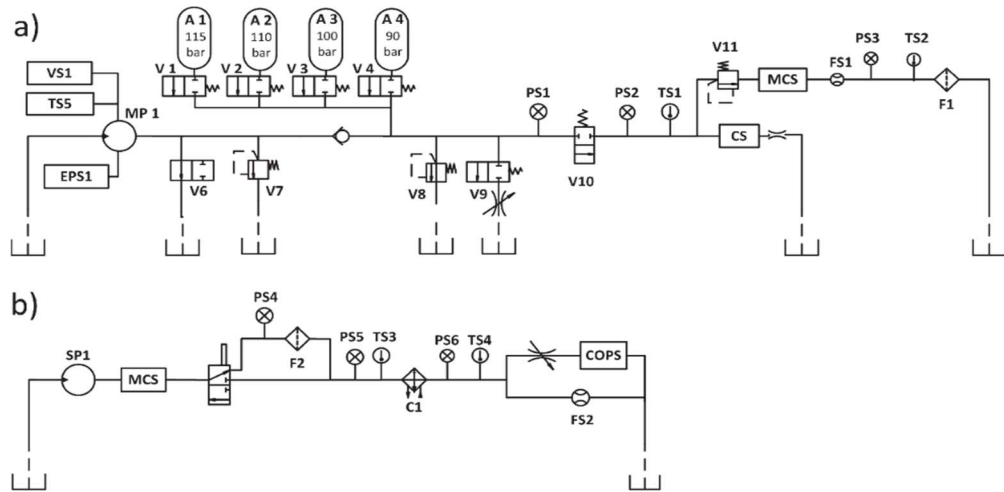 a)
A 1 A 2 A 3 A 4
115 110 100 90
bar bar bar bar
V 1 V 2 V 3 V 4
VS1
TS5
MP 1
EPS1
V6
V7
V8
V9
PS1
V10
PS2
TS1
V11
MCS
FS1
PS3
TS2
F1
CS
b)
SP1
MCS
PS4
F2
PS5
TS3
C1
PS6
TS4
COPS
FS2